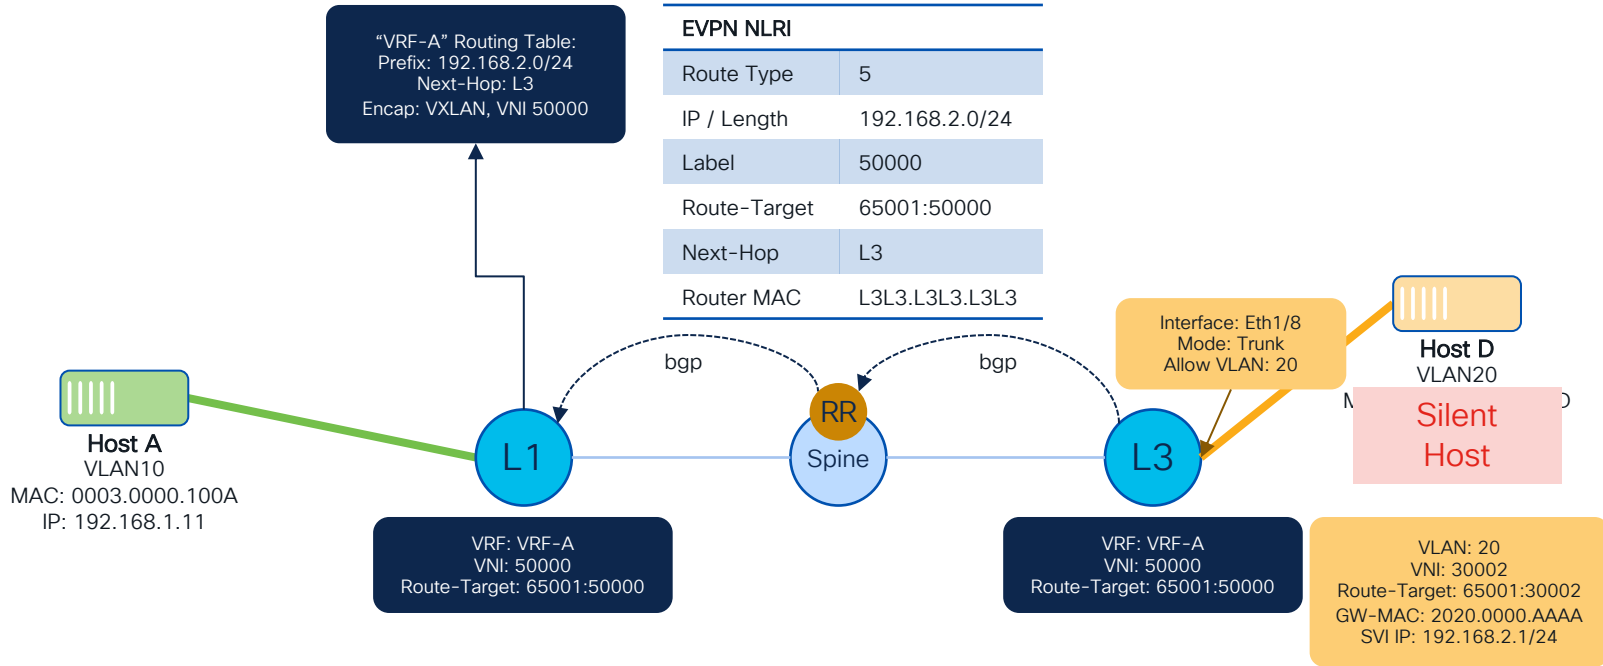 “VRF-A” Routing Table:
Prefix: 192.168.2.0/24
Next-Hop: L3
Encap: VXLAN, VNI 50000
EVPN NLRI
Route Type 5
IP / Length 192.168.2.0/24
Label 50000
Route-Target 65001:50000
Next-Hop L3
Router MAC L3L3.L3L3.L3L3
Interface: Eth1/8
Mode: Trunk
Allow VLAN: 20
Host D
VLAN20
Silent
Host
bgp
bgp
RR
Spine
L1
L3
Host A
VLAN10
MAC: 0003.0000.100A
IP: 192.168.1.11
VRF: VRF-A
VNI: 50000
Route-Target: 65001:50000
VRF: VRF-A
VNI: 50000
Route-Target: 65001:50000
VLAN: 20
VNI: 30002
Route-Target: 65001:30002
GW-MAC: 2020.0000.AAAA
SVI IP: 192.168.2.1/24